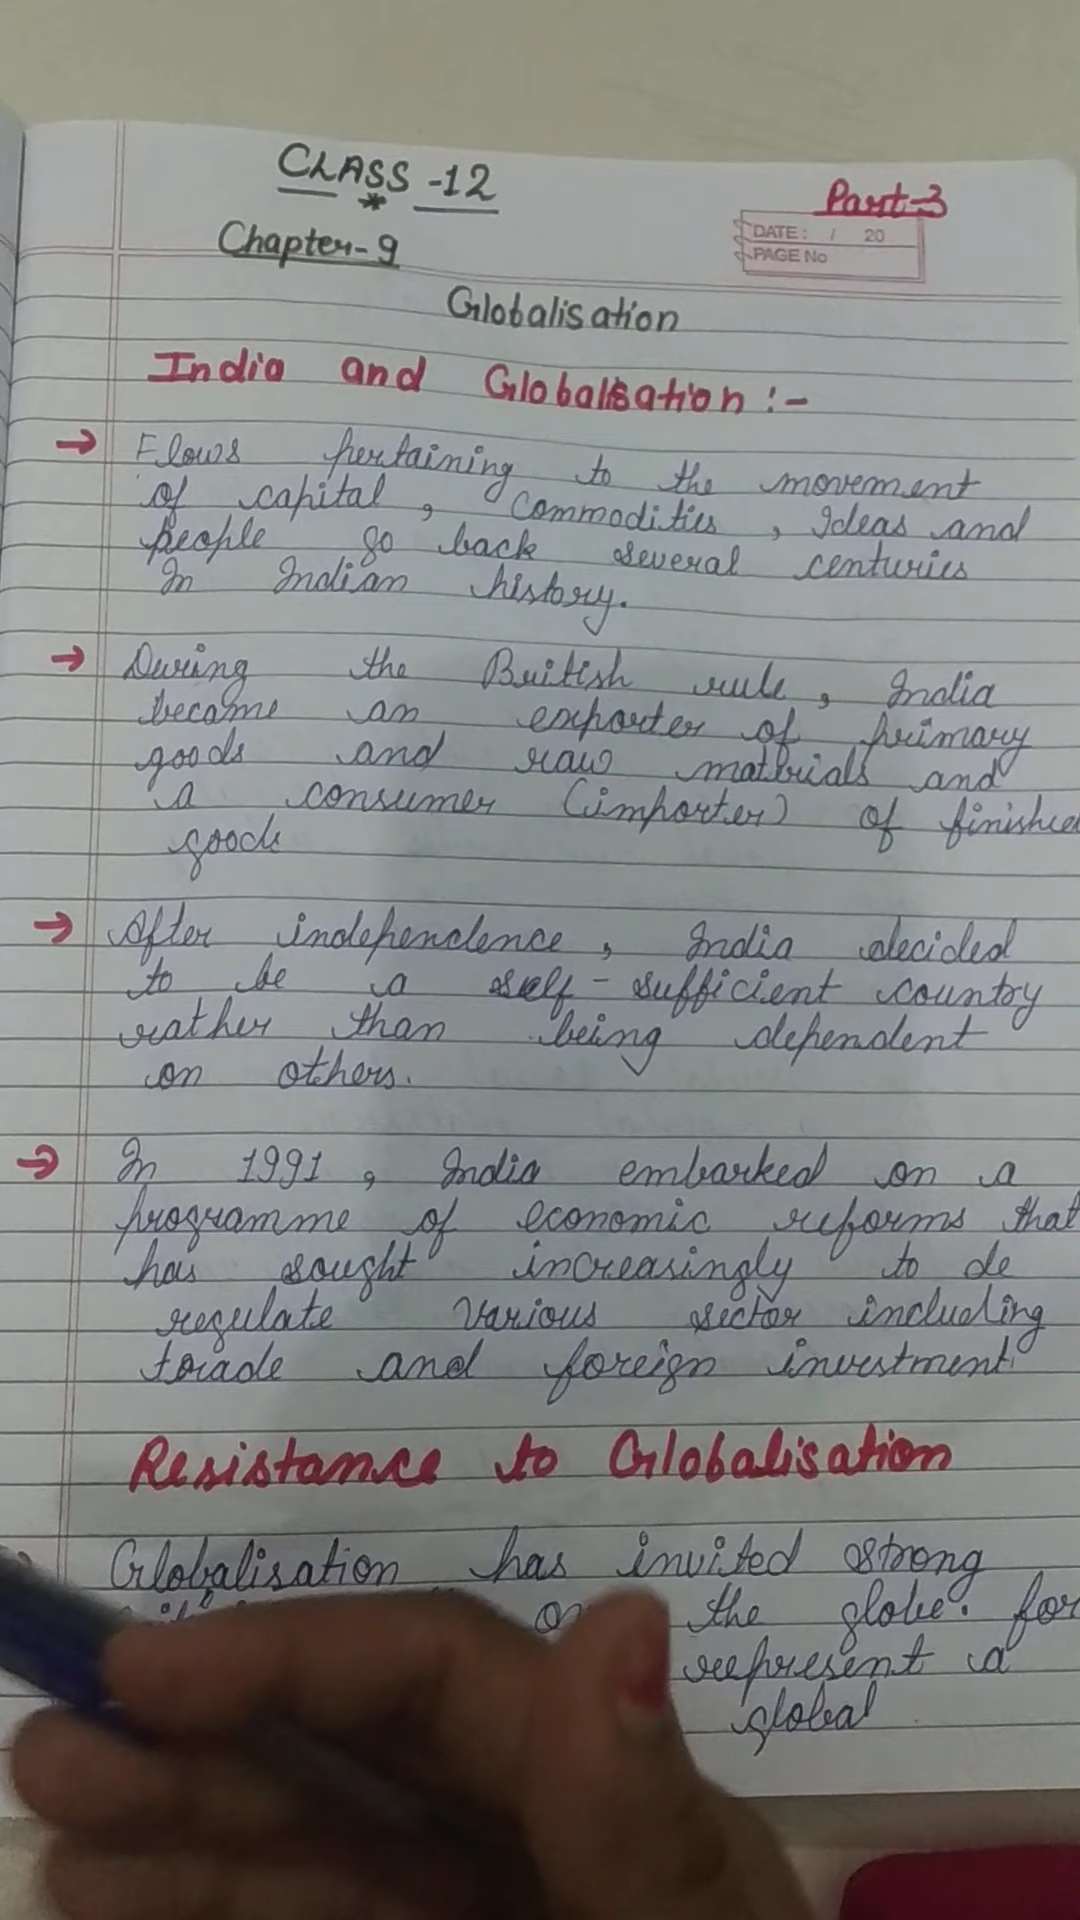 CLASS -12
Part-3
DATE: / 20
PAGE No
Chapter-9
Globalisation
India and Globalisation :-
→ Flows pertaining to the movement
of capital, Commodities, Ideas and
people go back several centuries
In Indian history.
→ During the British rule, India
became an exporter of primary
goods and raw materials and
a consumer (importer) of finished
goods
→ After independence, India decided
to be a self-sufficient country
rather than being dependent
on others.
→ In 1991, India embarked on a
programme of economic reforms that
has sought increasingly to de
regulate various sector including
trade and foreign investment
Resistance to Globalisation
Globalisation has invited strong
the globe. for
represent a
global